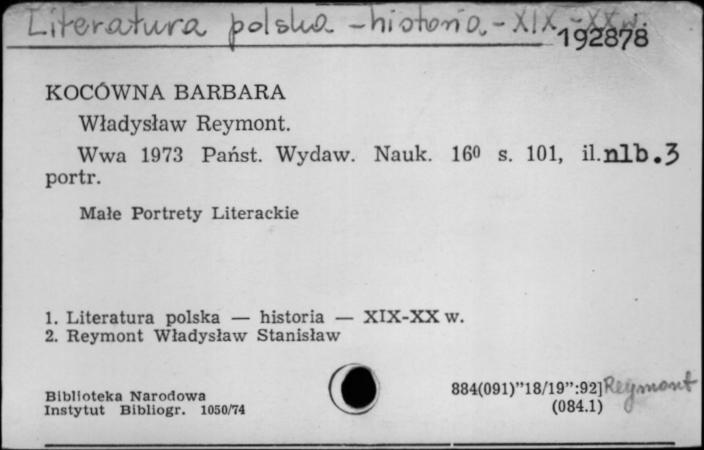 Literatura polska - historia - XIX - XX w.
192878
KOCÓWNA BARBARA
Władysław Reymont.
Wwa 1973 Państ. Wydaw. Nauk. 16⁰ s. 101, il. nlb.3
portr.
Małe Portrety Literackie
1. Literatura polska — historia — XIX-XX w.
2. Reymont Władysław Stanisław
Biblioteka Narodowa
Instytut Bibliogr. 1050/74
884(091)"18/19":92] Reymont
(084.1)